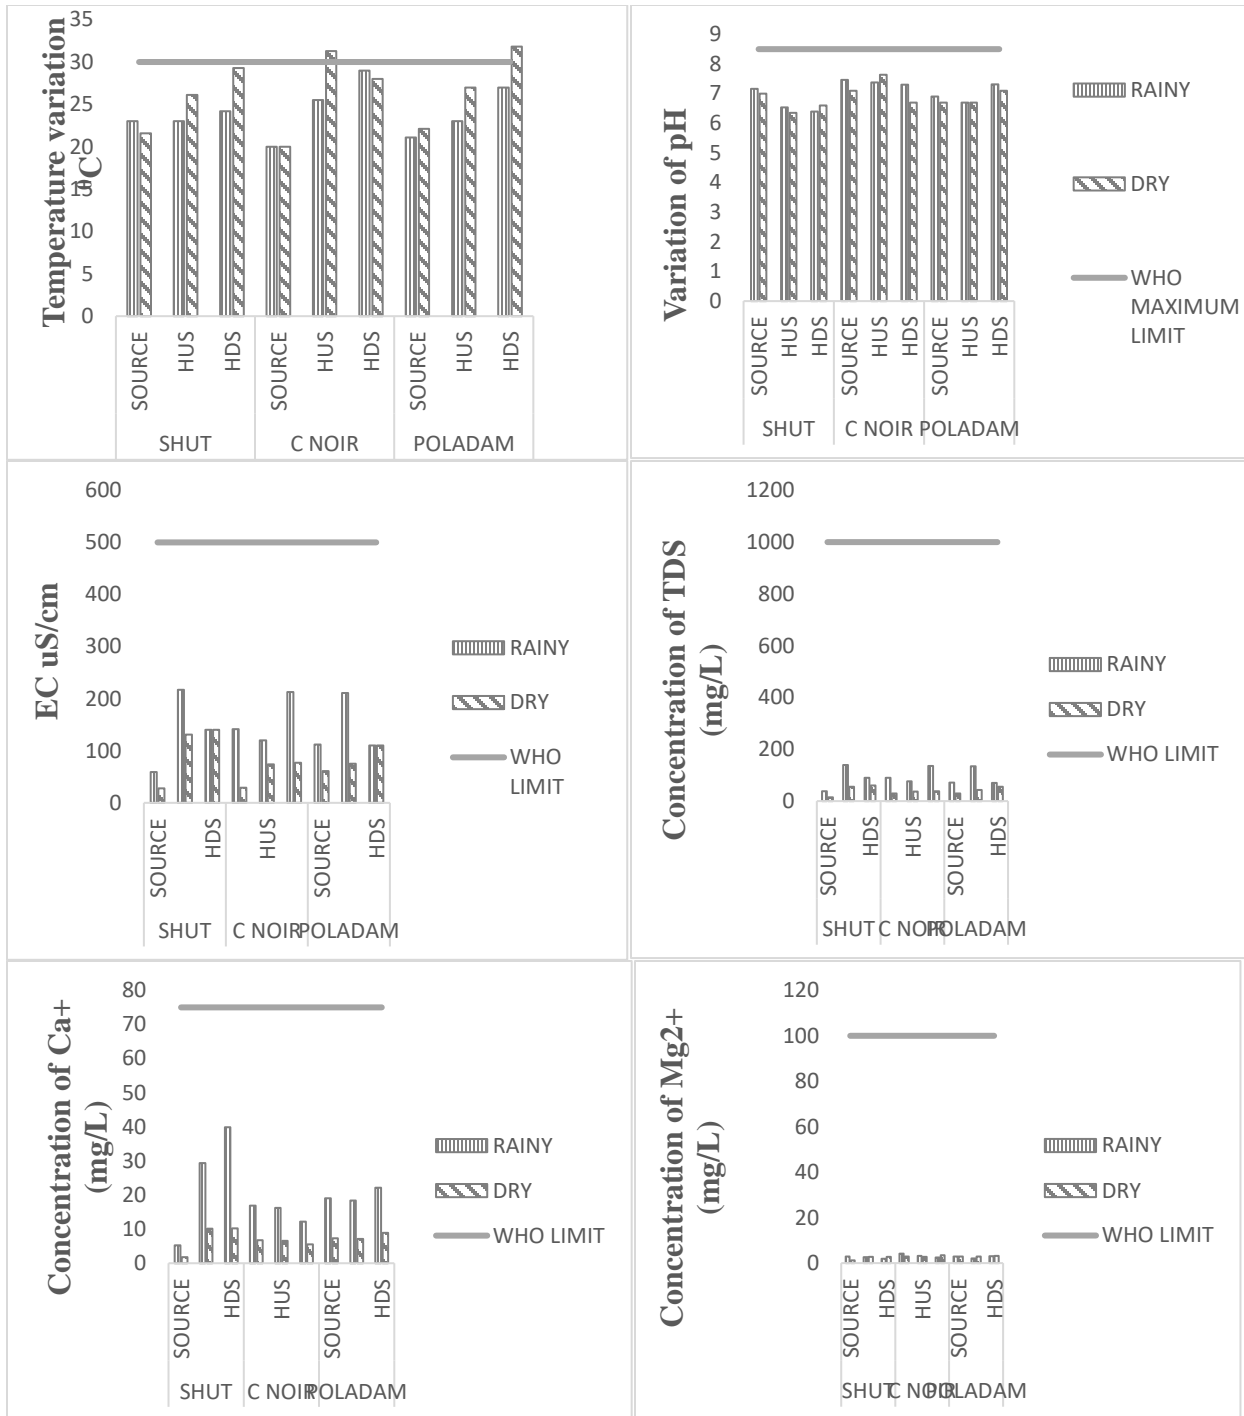 Temperature variation
⁰C
35
30
25
20
15
10
5
0
SOURCE
HUS
HDS
SOURCE
HUS
HDS
SOURCE
HUS
HDS
SHUT
C NOIR
POLADAM
Variation of pH
9
8
7
6
5
4
3
2
1
0
SOURCE
HUS
HDS
SOURCE
HUS
HDS
SOURCE
HUS
HDS
SHUT
C NOIR
POLADAM
RAINY
DRY
WHO
MAXIMUM
LIMIT
EC uS/cm
600
500
400
300
200
100
0
SOURCE
HDS
HUS
SOURCE
HDS
SHUT
C NOIR
POLADAM
RAINY
DRY
WHO
LIMIT
Concentration of TDS
(mg/L)
1200
1000
800
600
400
200
0
SOURCE
HDS
HUS
SOURCE
HDS
SHUT
C NOIR
POLADAM
RAINY
DRY
WHO LIMIT
Concentration of Ca+
(mg/L)
80
75
70
60
50
40
30
20
10
0
SOURCE
HDS
HUS
SOURCE
HDS
SHUT
C NOIR
POLADAM
RAINY
DRY
WHO LIMIT
Concentration of Mg2+
(mg/L)
120
100
80
60
40
20
0
SOURCE
HDS
HUS
SOURCE
HDS
SHUT
C NOIR
POLADAM
RAINY
DRY
WHO LIMIT